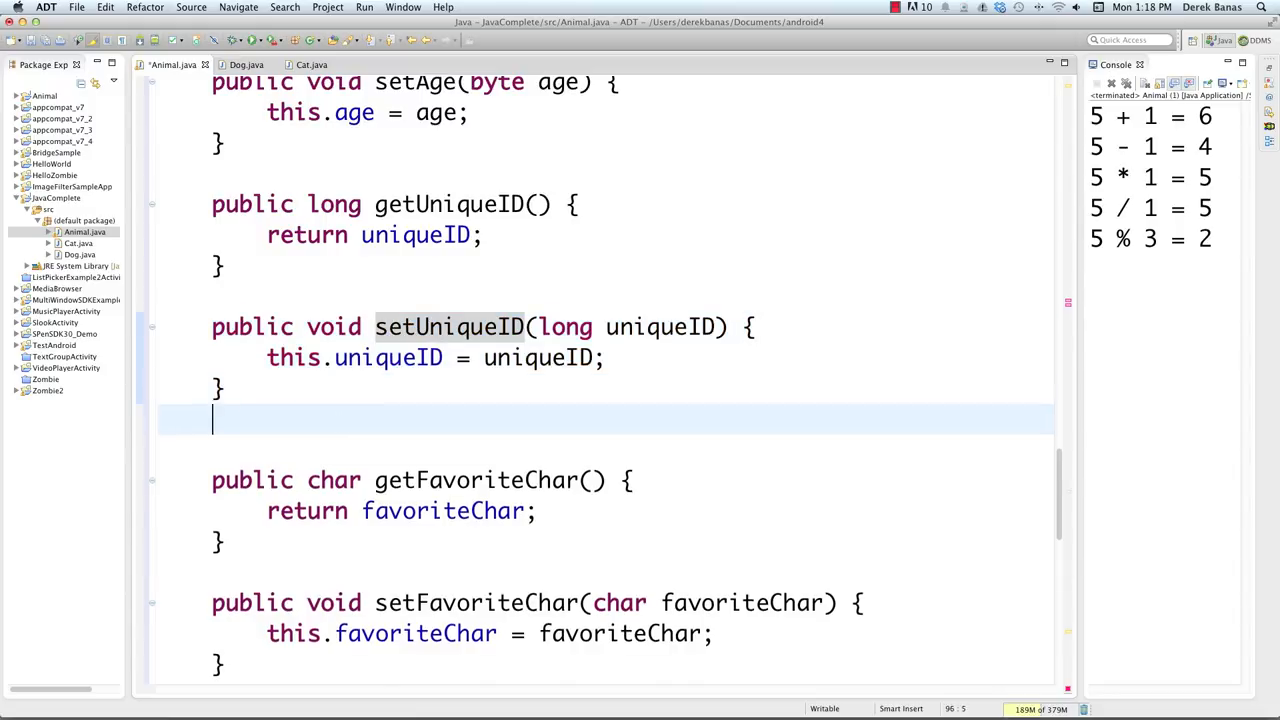 ADT File Edit Refactor Source Navigate Search Project Run Window Help
10 Mon 1:18 PM Derek Banas
Java - JavaComplete/src/Animal.java - ADT - /Users/derekbanas/Documents/android4
Quick Access Java DDMS
Package Exp
*Animal.java Dog.java Cat.java
Console
<terminated> Animal (1) [Java Application]
Animal
appcompat_v7
appcompat_v7_2
appcompat_v7_3
appcompat_v7_4
BridgeSample
HelloWorld
HelloZombie
ImageFilterSampleApp
JavaComplete
src
(default package)
Animal.java
Cat.java
Dog.java
JRE System Library [
ListPickerExample2Activi
MediaBrowser
MultiWindowSDKExample
MusicPlayerActivity
SlookActivity
SPenSDK30_Demo
TestAndroid
TextGroupActivity
VideoPlayerActivity
Zombie
Zombie2
public void setAge(byte age) {
this.age = age;
}
public long getUniqueID() {
return uniqueID;
}
public void setUniqueID(long uniqueID) {
this.uniqueID = uniqueID;
}
public char getFavoriteChar() {
return favoriteChar;
}
public void setFavoriteChar(char favoriteChar) {
this.favoriteChar = favoriteChar;
}
5 + 1 = 6
5 - 1 = 4
5 * 1 = 5
5 / 1 = 5
5 % 3 = 2
Writable Smart Insert 96 : 5 189M of 379M